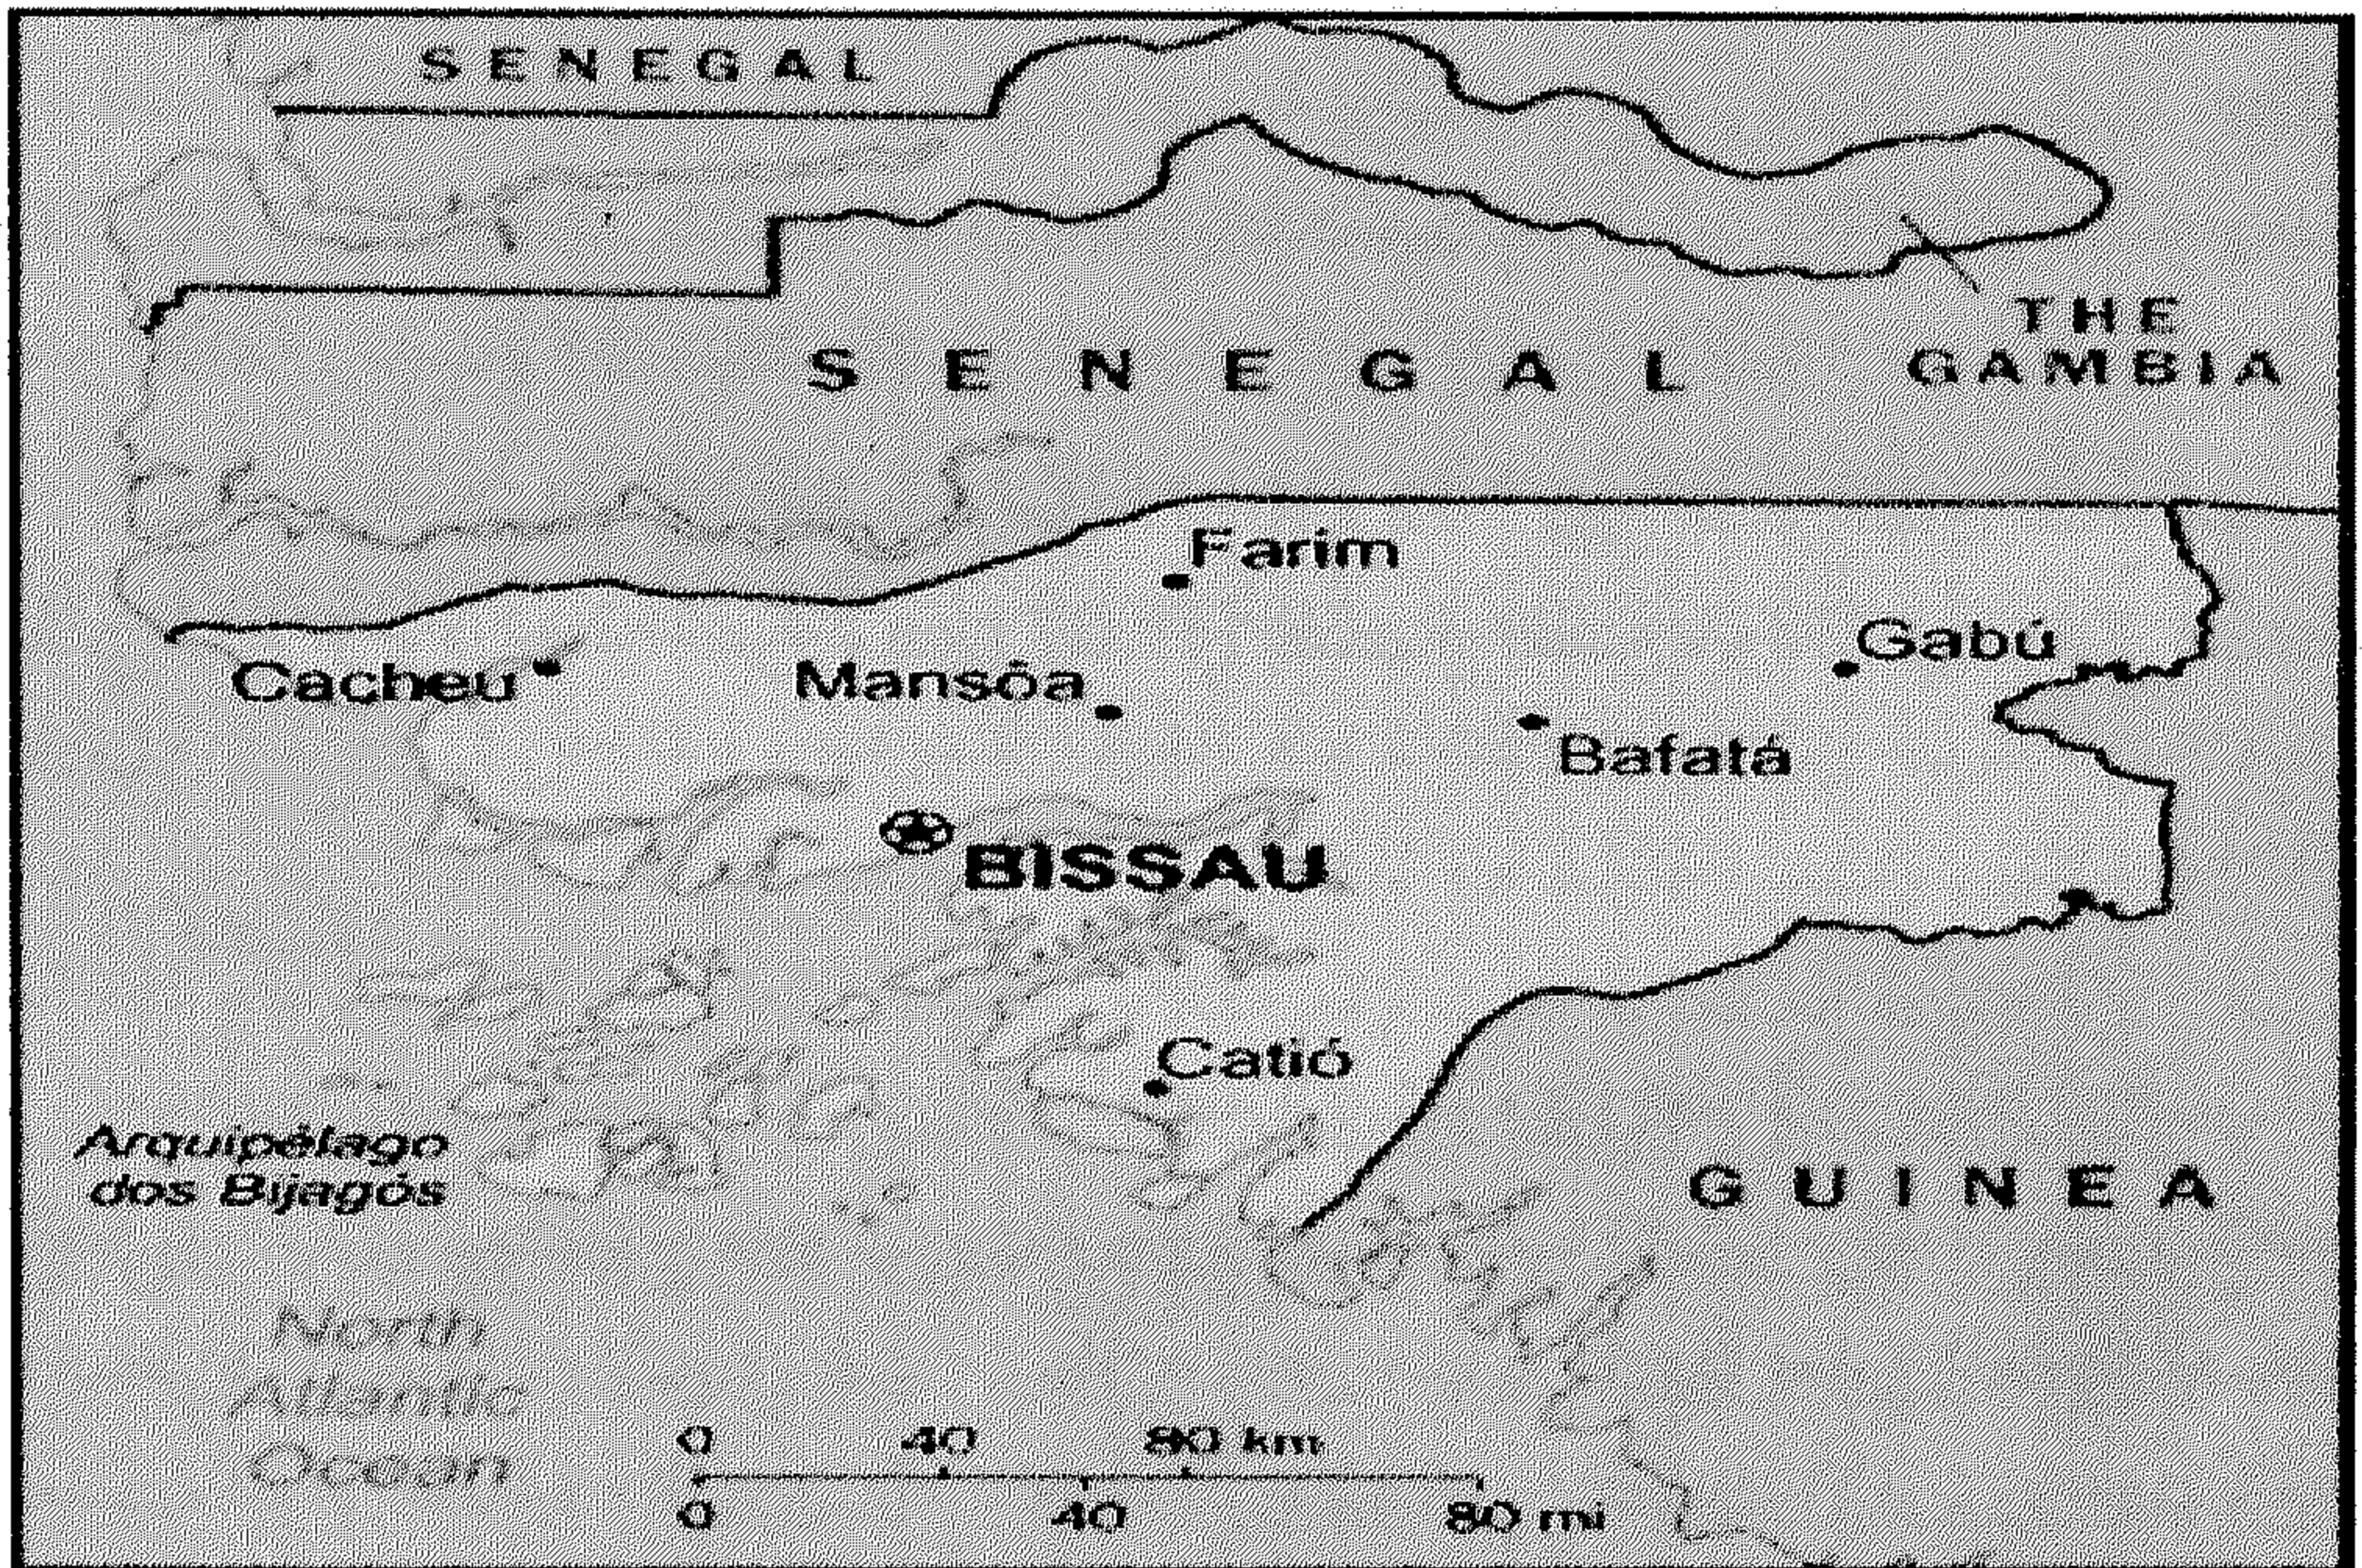 SENEGAL
THE
GAMBIA
SENEGAL
Farim
Gabú
Cacheu
Mansôa
Bafatá
BISSAU
Catió
Arquipélago
dos Bijagós
GUINEA
North
Atlantic
Ocean
0 40 80 km
0 40 80 mi